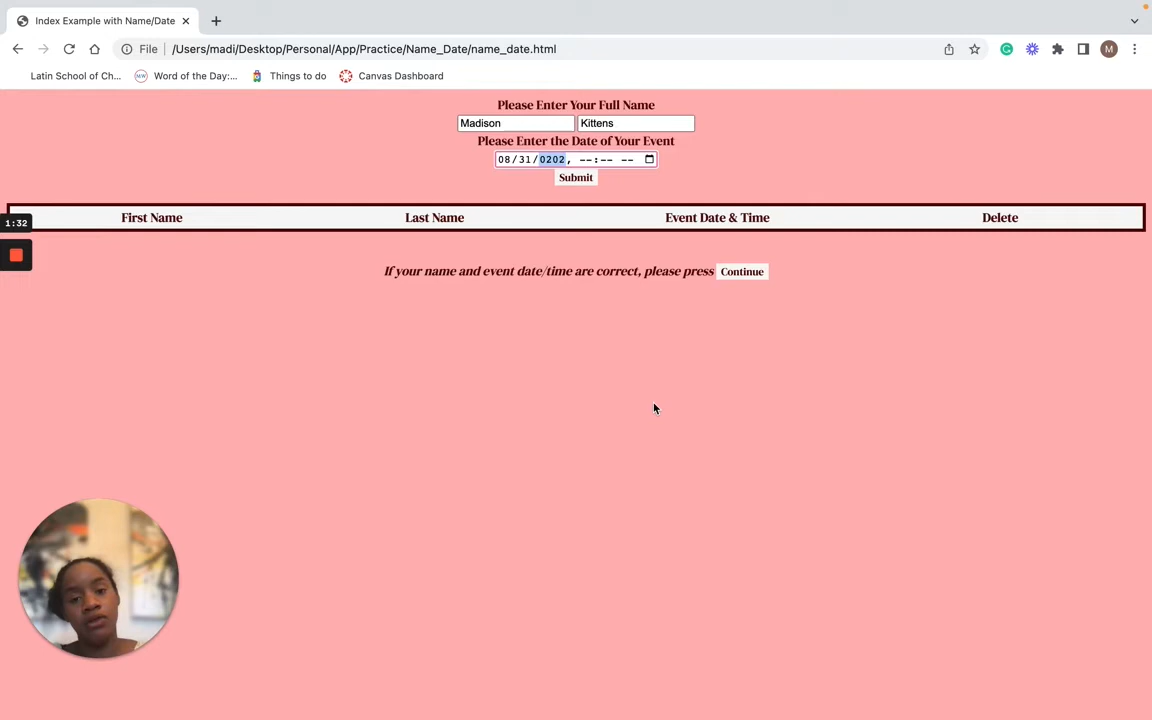 Index Example with Name/Date
File /Users/madi/Desktop/Personal/App/Practice/Name_Date/name_date.html M
Latin School of Ch... MW Word of the Day:... Things to do Canvas Dashboard
Please Enter Your Full Name
Madison Kittens
Please Enter the Date of Your Event
08/31/0202, --:-- --
Submit
1:32
First Name Last Name Event Date & Time Delete
If your name and event date/time are correct, please press Continue